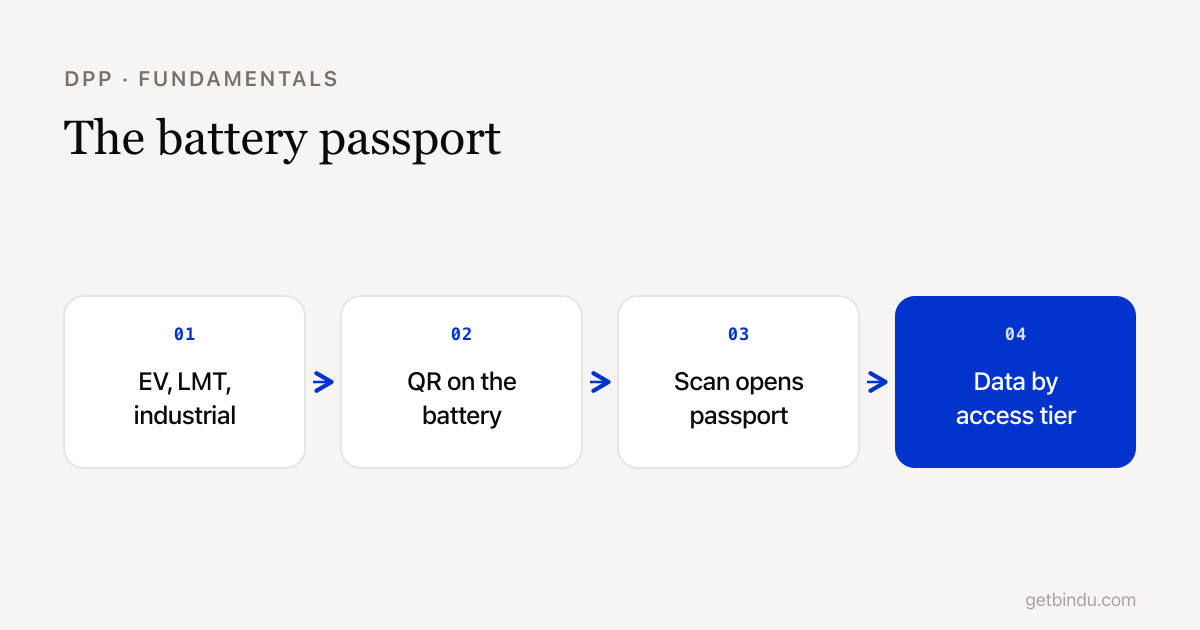 DPP · FUNDAMENTALS
The battery passport
01
EV, LMT,
industrial
02
QR on the
battery
03
Scan opens
passport
04
Data by
access tier
getbindu.com